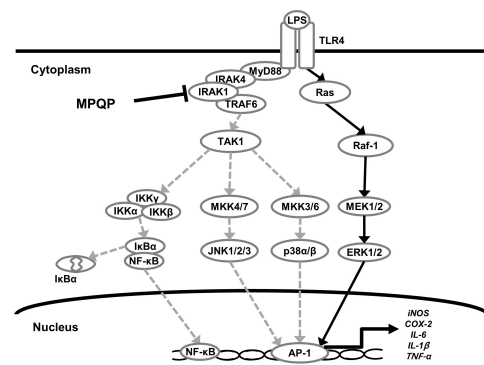 LPS
TLR4
Cytoplasm
MyD88
IRAK4
IRAK1
TRAF6
MPQP
Ras
TAK1
Raf-1
IKKγ
IKKα
IKKβ
MKK4/7
MKK3/6
MEK1/2
IκBα
NF-κB
JNK1/2/3
p38α/β
ERK1/2
IκBα
Nucleus
NF-κB
AP-1
iNOS
COX-2
IL-6
IL-1β
TNF-α